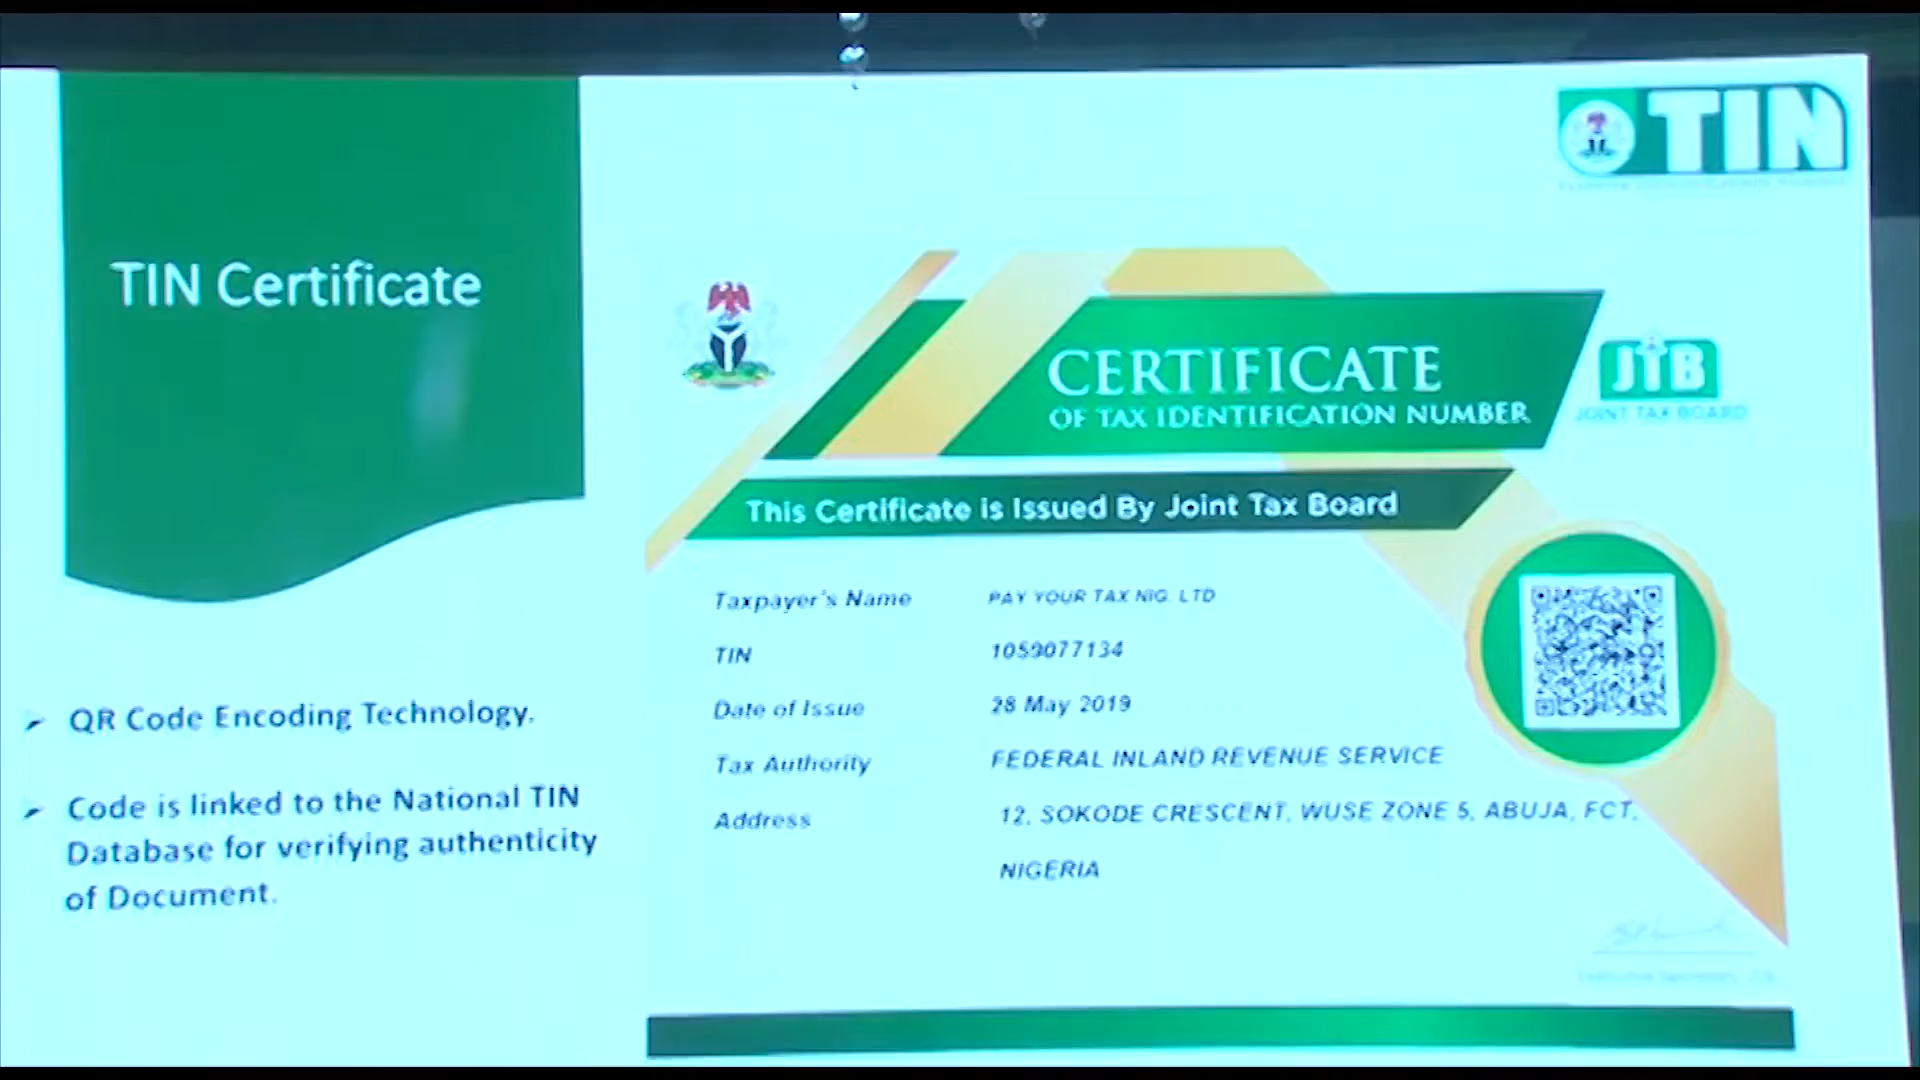 TIN
TIN Certificate
CERTIFICATE
OF TAX IDENTIFICATION NUMBER
JTB
JOINT TAX BOARD
This Certificate is Issued By Joint Tax Board
Taxpayer's Name PAY YOUR TAX NIG. LTD
TIN 1059077134
Date of Issue 28 May 2019
Tax Authority FEDERAL INLAND REVENUE SERVICE
Address 12, SOKODE CRESCENT, WUSE ZONE 5, ABUJA, FCT,
NIGERIA
➢ QR Code Encoding Technology.
➢ Code is linked to the National TIN
Database for verifying authenticity
of Document.